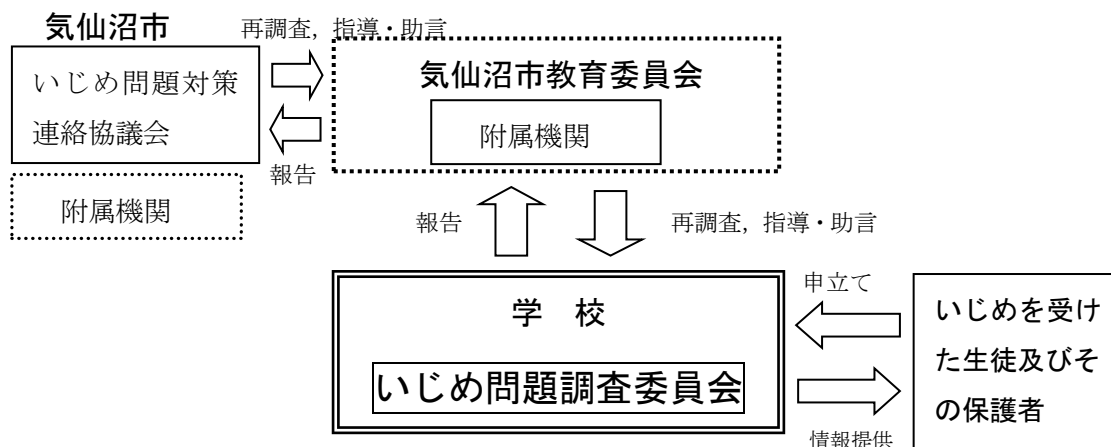 気仙沼市
再調査，指導・助言
いじめ問題対策
連絡協議会
気仙沼市教育委員会
附属機関
報告
附属機関
報告
再調査，指導・助言
学　校
いじめ問題調査委員会
申立て
情報提供
いじめを受け
た生徒及びそ
の保護者